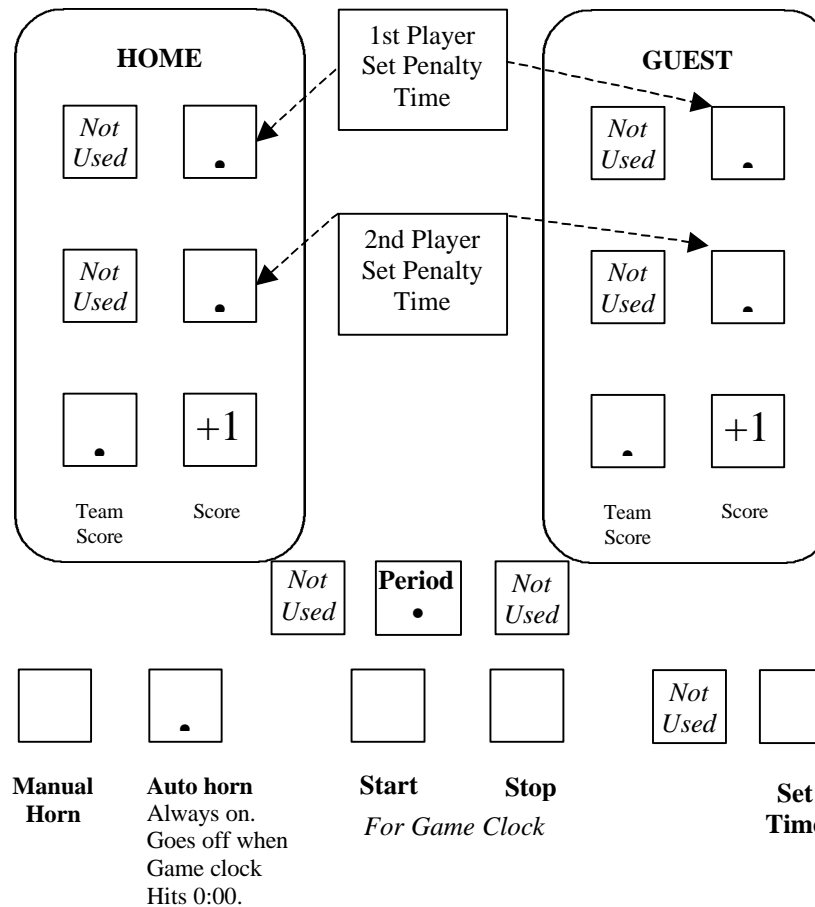 HOME
Not
Used
Not
Used
+1
Team
Score
Score
1st Player
Set Penalty
Time
2nd Player
Set Penalty
Time
GUEST
Not
Used
Not
Used
+1
Team
Score
Score
Not
Used
Period
Not
Used
Not
Used
Manual
Horn
Auto horn
Always on.
Goes off when
Game clock
Hits 0:00.
Start
Stop
For Game Clock
Set
Time